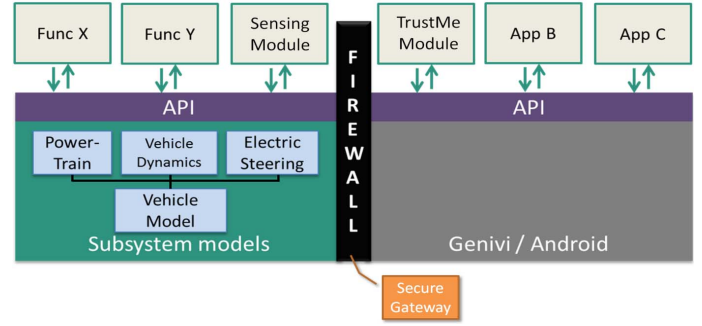 Func X
Func Y
Sensing
Module
FIREWALL
TrustMe
Module
App B
App C
API
API
Power-
Train
Vehicle
Dynamics
Electric
Steering
Vehicle
Model
Subsystem models
Genivi / Android
Secure
Gateway